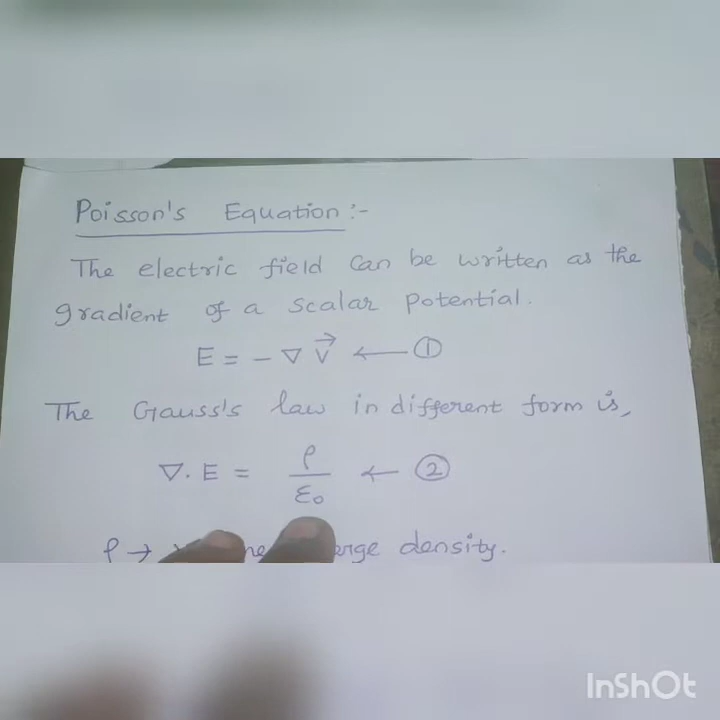 Poisson's Equation :-
The electric field can be written as the
gradient of a scalar potential.
E = - ∇ V⃗ ← ①
The Gauss's law in different form is,
∇. E = ρ/ε₀ ← ②
ρ → density.
InShOt